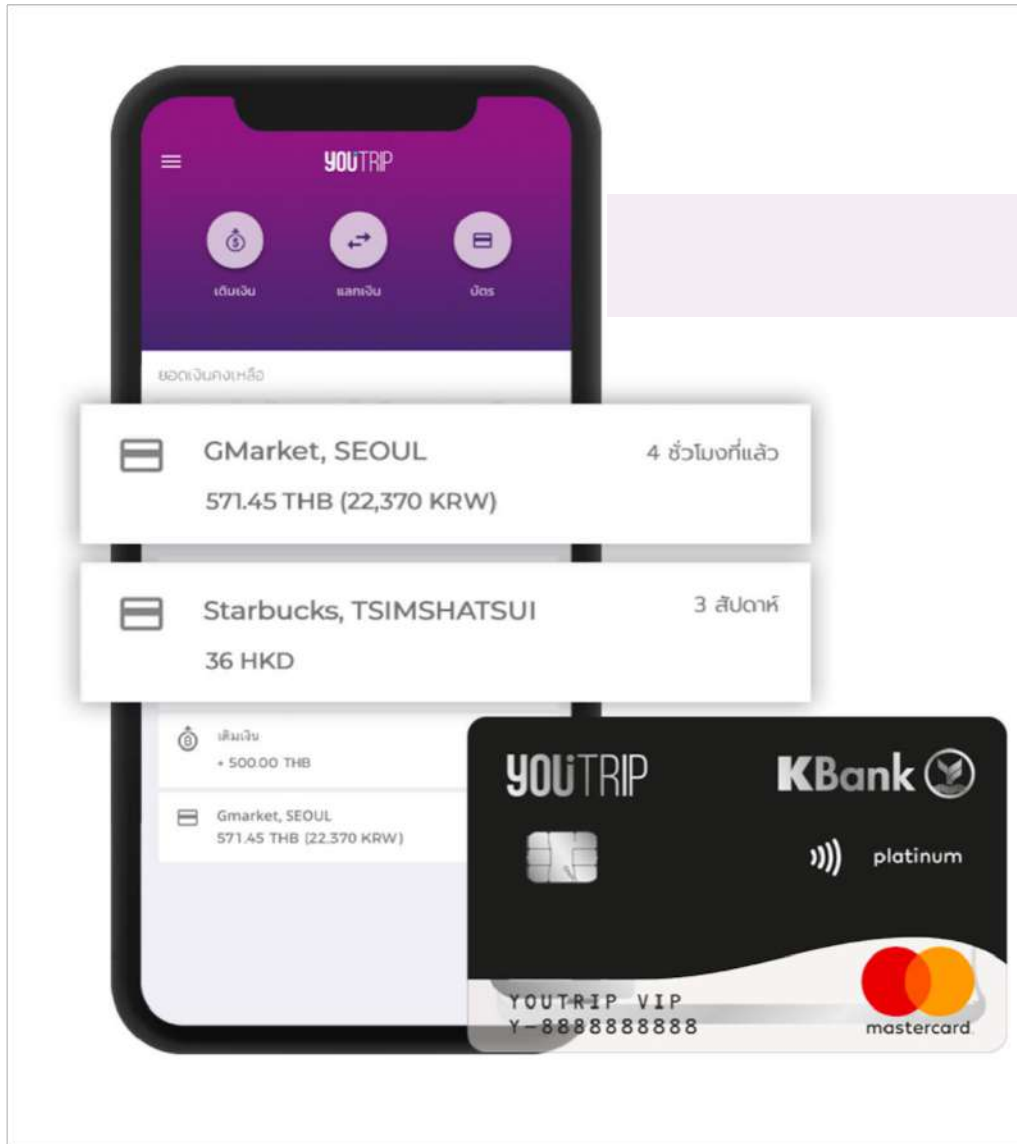 YOUTRIP
เติมเงิน แลกเงิน บัตร
ยอดเงินคงเหลือ
GMarket, SEOUL 4 ชั่วโมงที่แล้ว
571.45 THB (22,370 KRW)
Starbucks, TSIMSHATSUI 3 สัปดาห์
36 HKD
เติมเงิน
+ 500.00 THB
Gmarket, SEOUL
571.45 THB (22,370 KRW)
YOUTRIP KBank
platinum
YOUTRIP VIP
Y-8888888888
mastercard